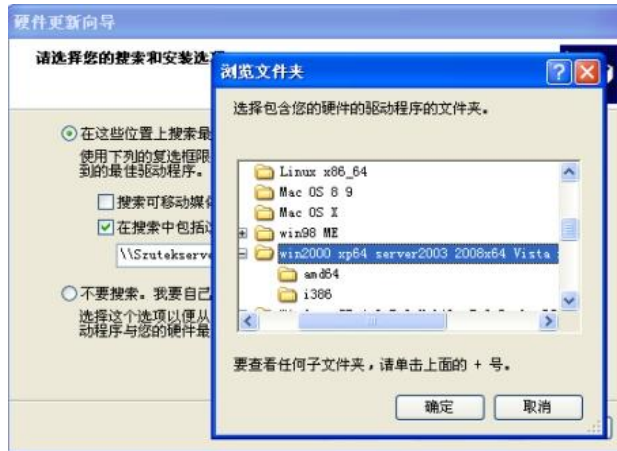 硬件更新向导
请选择您的搜索和安装选项
在这些位置上搜索最
使用下列的复选框限
到的最佳驱动程序。
搜索可移动媒体
在搜索中包括这
\\Szutekserve
不要搜索。我要自己
选择这个选项以便从
动程序与您的硬件最
浏览文件夹
选择包含您的硬件的驱动程序的文件夹。
Linux x86_64
Mac OS 8 9
Mac OS X
win98 ME
win2000 xp64 server2003 2008x64 Vista
amd64
i386
要查看任何子文件夹，请单击上面的 + 号。
确定
取消